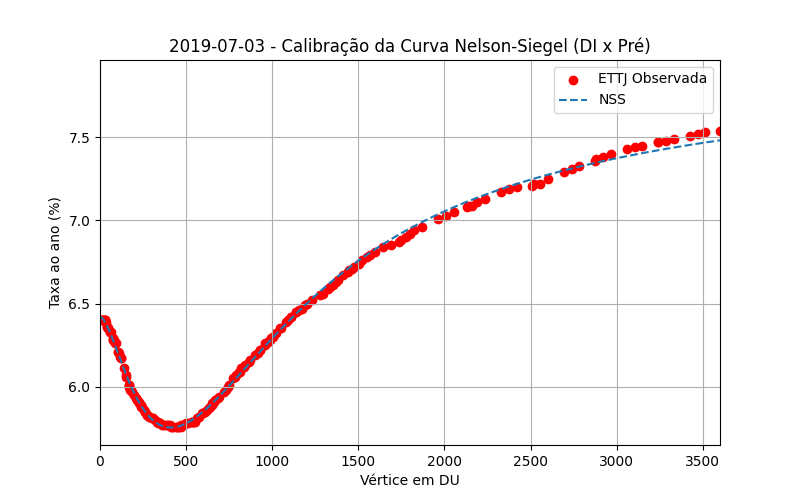 2019-07-03 - Calibração da Curva Nelson-Siegel (DI x Pré)
ETTJ Observada
NSS
Taxa ao ano (%)
7.5
7.0
6.5
6.0
0 500 1000 1500 2000 2500 3000 3500
Vértice em DU